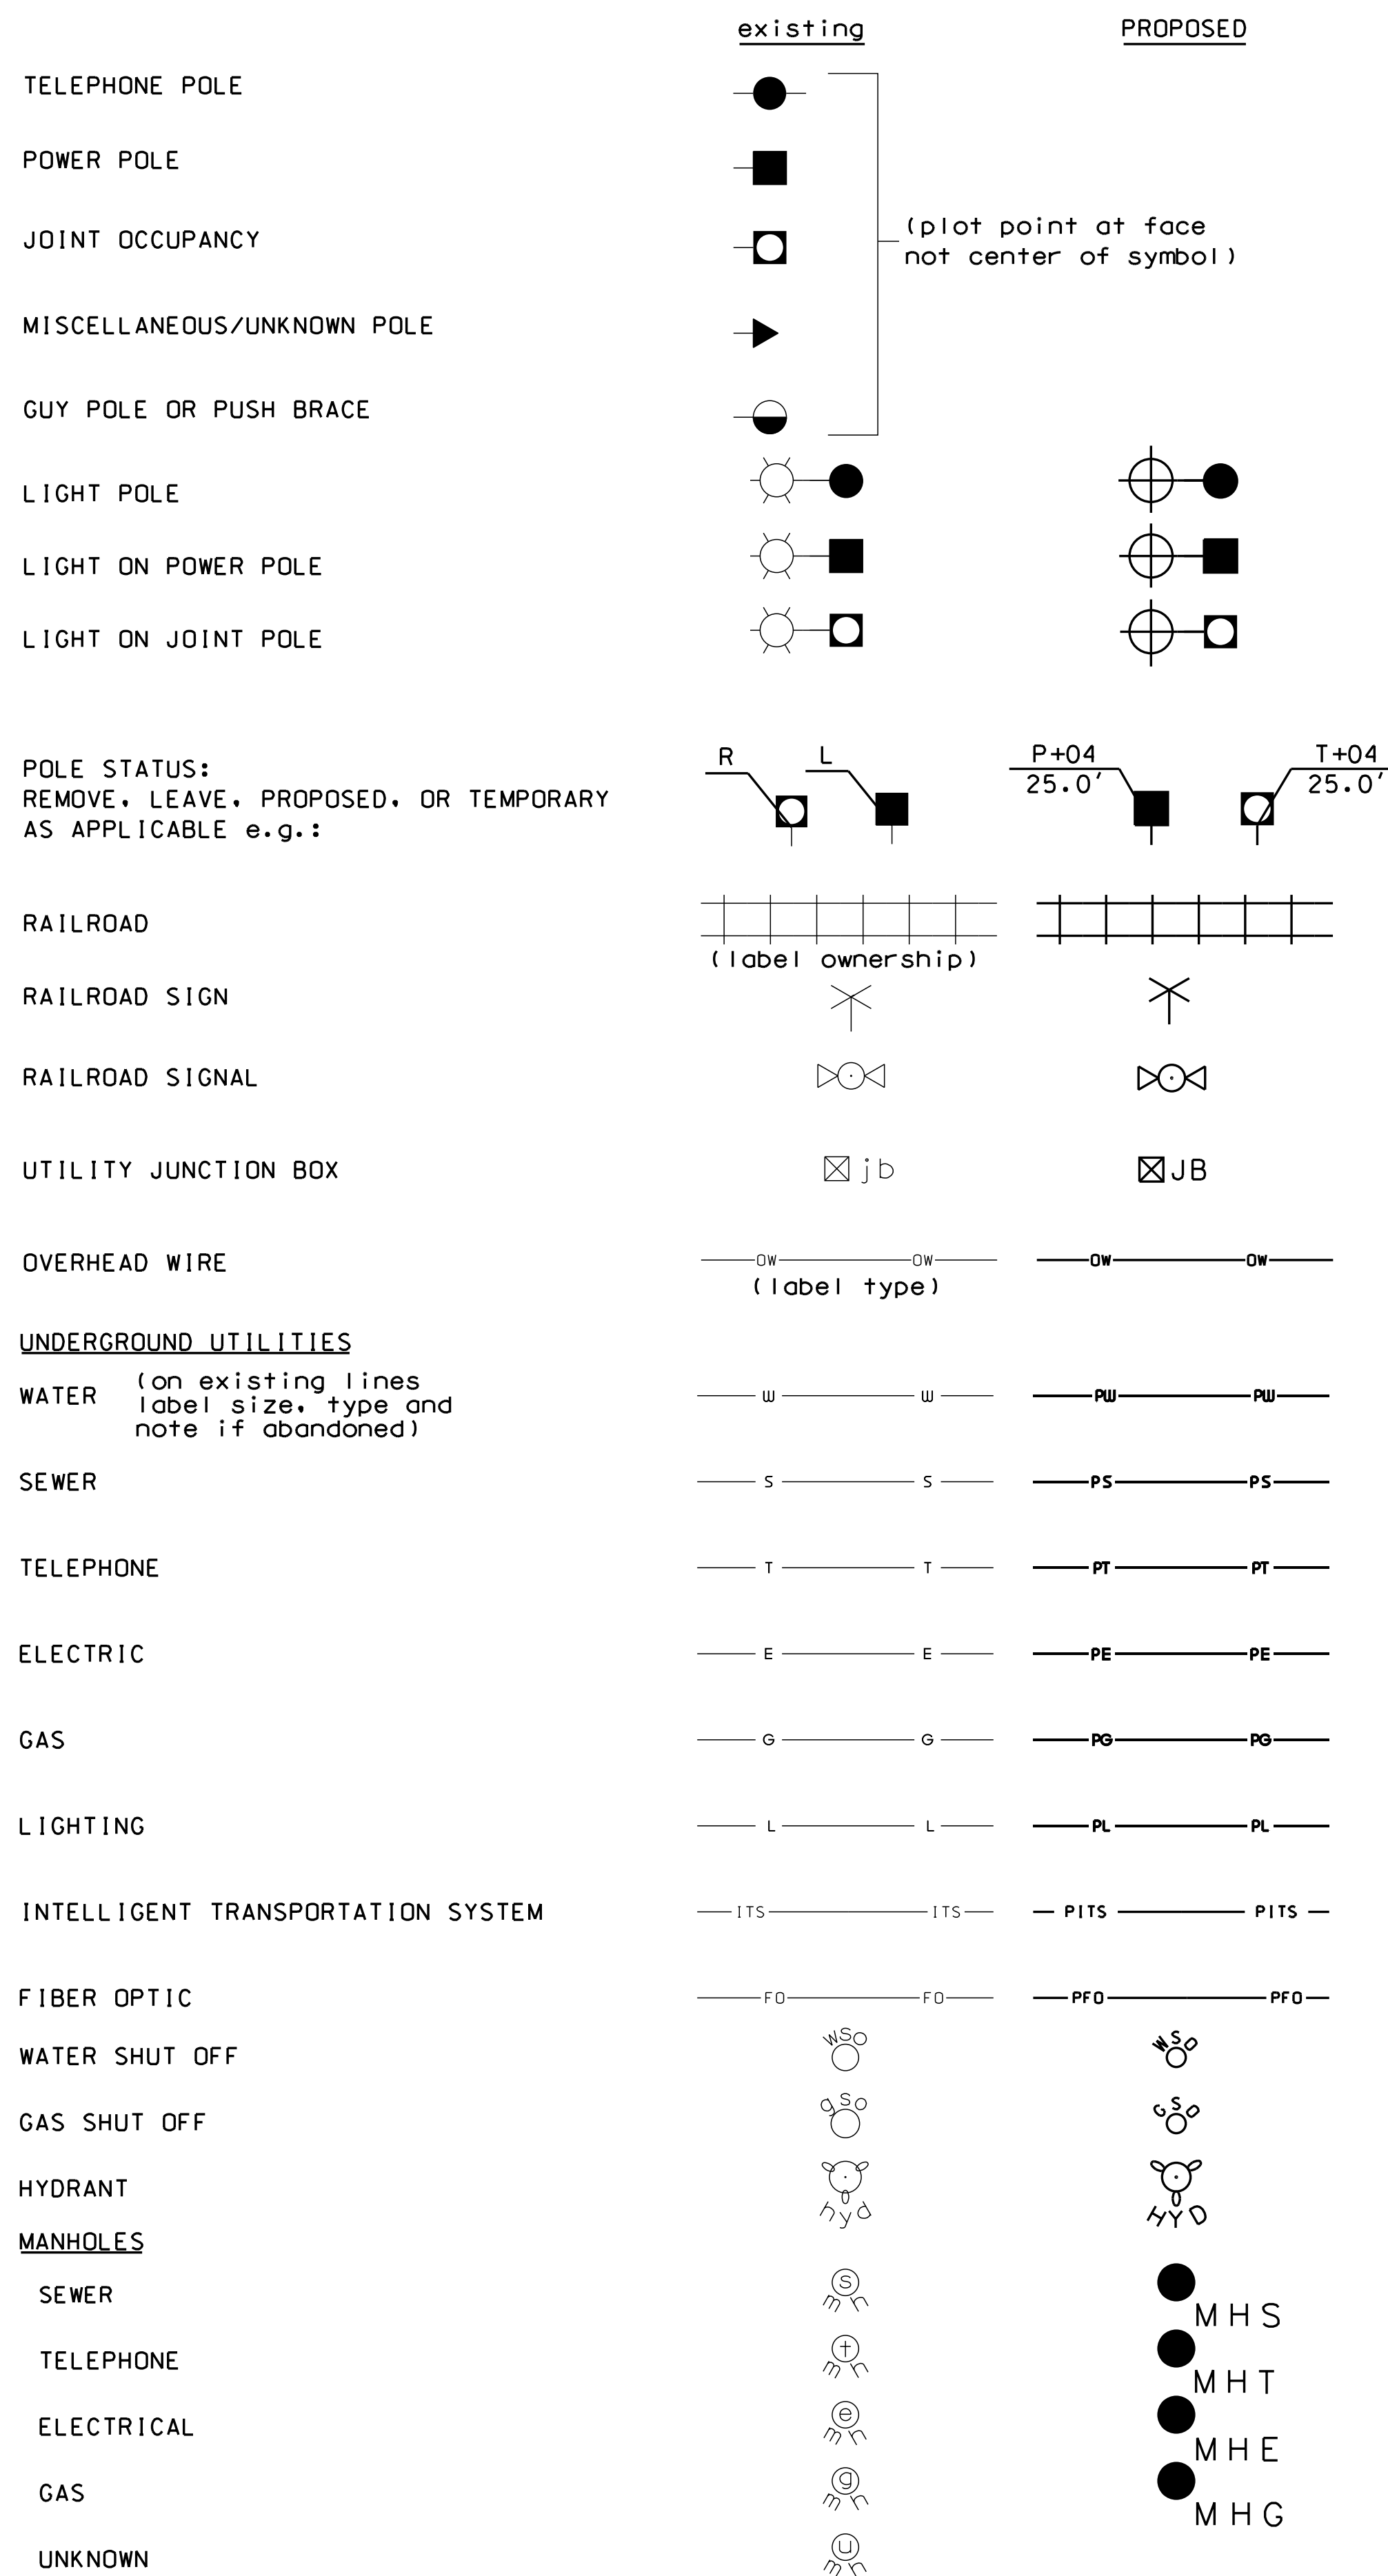 existing PROPOSED
TELEPHONE POLE
POWER POLE
JOINT OCCUPANCY
(plot point at face
not center of symbol)
MISCELLANEOUS/UNKNOWN POLE
GUY POLE OR PUSH BRACE
LIGHT POLE
LIGHT ON POWER POLE
LIGHT ON JOINT POLE
POLE STATUS:
REMOVE, LEAVE, PROPOSED, OR TEMPORARY
AS APPLICABLE e.g.:
R L P+04 T+04
25.0' 25.0'
RAILROAD
(label ownership)
RAILROAD SIGN
RAILROAD SIGNAL
UTILITY JUNCTION BOX jb JB
OVERHEAD WIRE OW OW OW OW
(label type)
UNDERGROUND UTILITIES
WATER (on existing lines
label size, type and
note if abandoned)
W W PW PW
SEWER S S PS PS
TELEPHONE T T PT PT
ELECTRIC E E PE PE
GAS G G PG PG
LIGHTING L L PL PL
INTELLIGENT TRANSPORTATION SYSTEM ITS ITS PITS PITS
FIBER OPTIC FO FO PFO PFO
WATER SHUT OFF wso WSO
GAS SHUT OFF gso GSO
HYDRANT hyd HYD
MANHOLES
SEWER s mh MHS
TELEPHONE t mh MHT
ELECTRICAL e mh MHE
GAS g mh MHG
UNKNOWN u mh